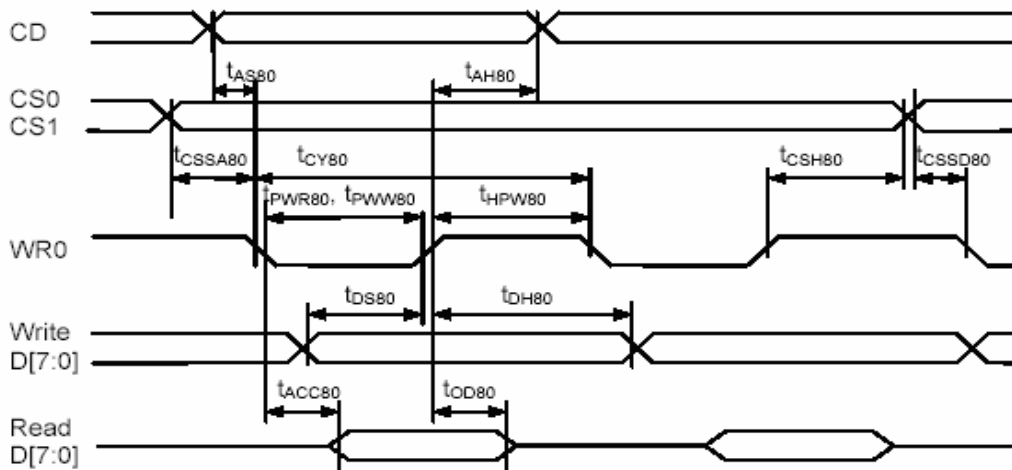 CD
tAS80 tAH80
CS0
CS1
tCSSA80 tCY80 tCSH80 tCSSD80
tPWR80, tPWW80 tHPW80
WR0
tDS80 tDH80
Write
D[7:0]
tACC80 tOD80
Read
D[7:0]